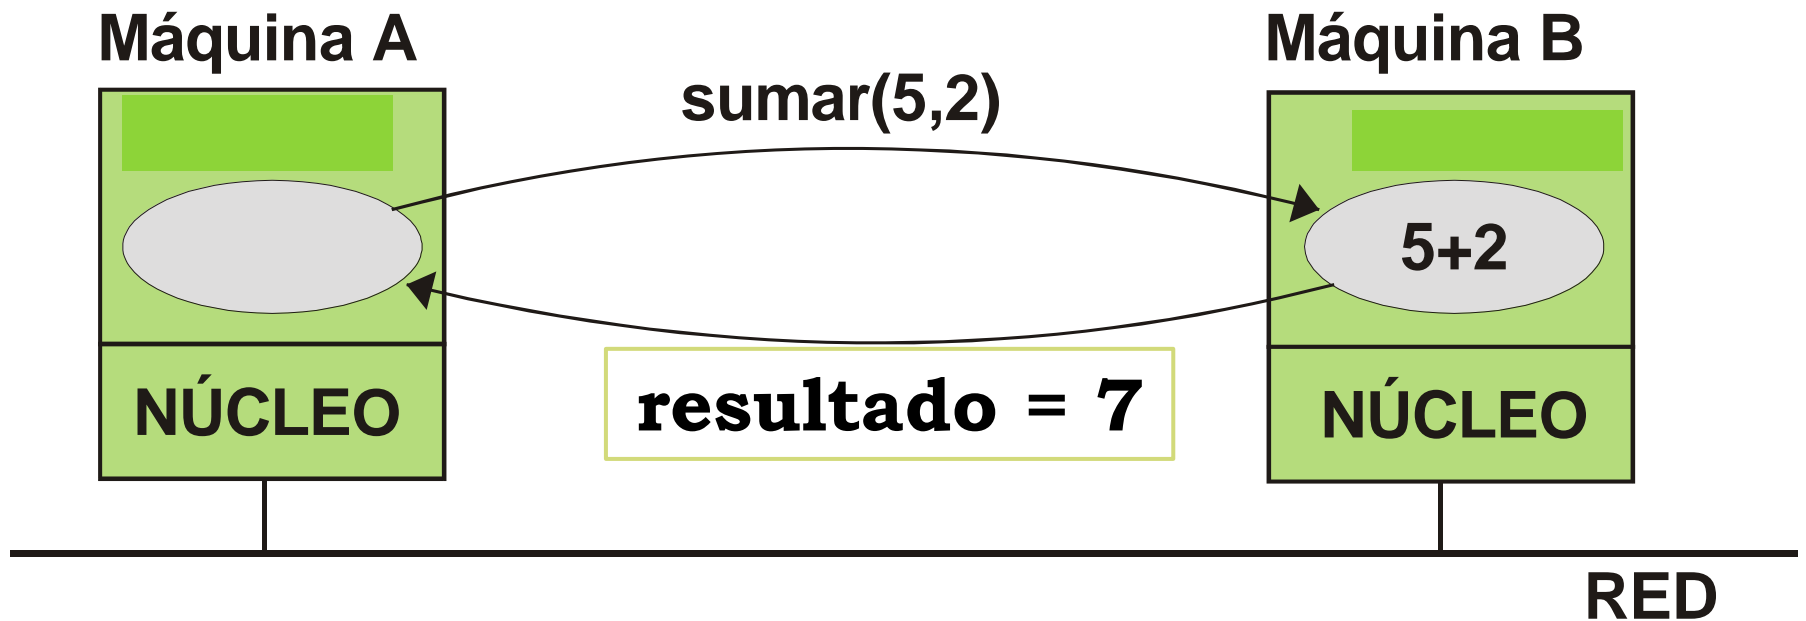 Máquina A
Máquina B
sumar(5,2)
5+2
resultado = 7
NÚCLEO
NÚCLEO
RED